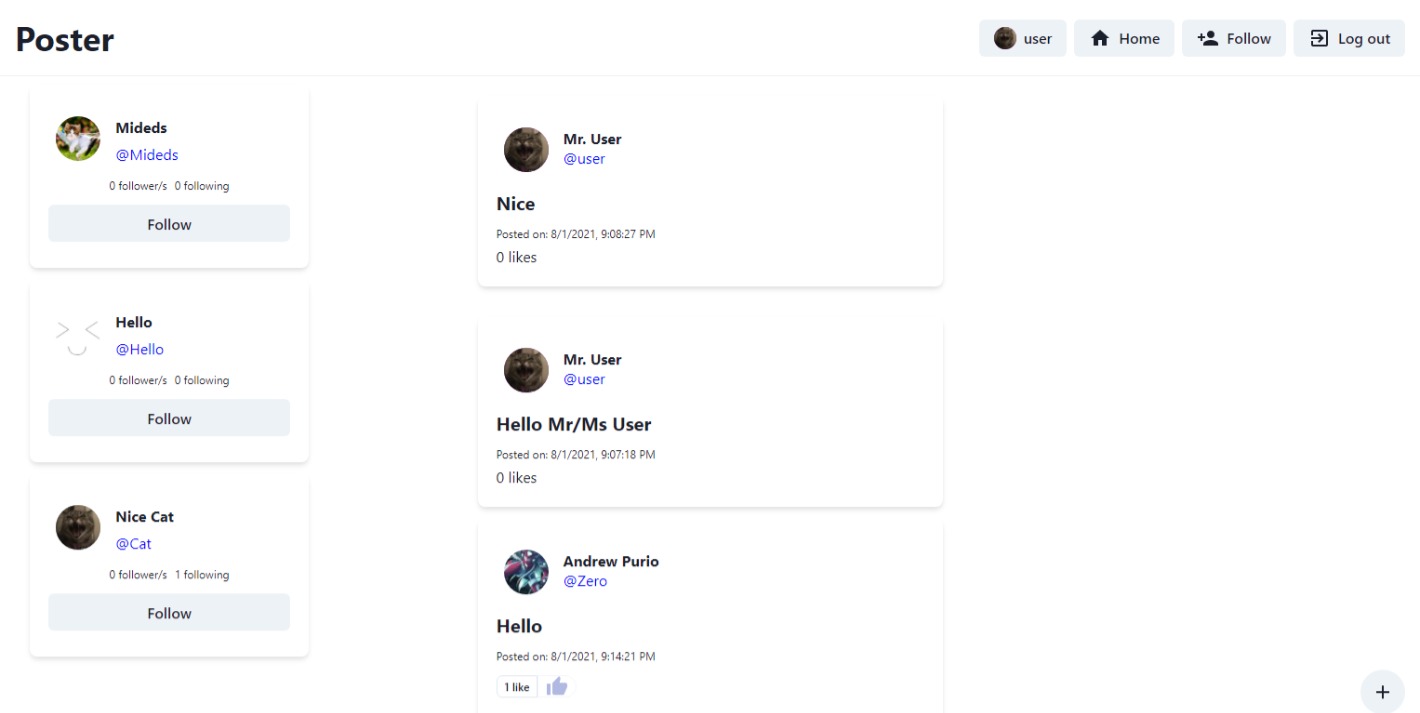 Poster
user Home Follow Log out
Mideds
@Mideds
0 follower/s 0 following
Follow
Hello
@Hello
0 follower/s 0 following
Follow
Nice Cat
@Cat
0 follower/s 1 following
Follow
Mr. User
@user
Nice
Posted on: 8/1/2021, 9:08:27 PM
0 likes
Mr. User
@user
Hello Mr/Ms User
Posted on: 8/1/2021, 9:07:18 PM
0 likes
Andrew Purio
@Zero
Hello
Posted on: 8/1/2021, 9:14:21 PM
1 like
+